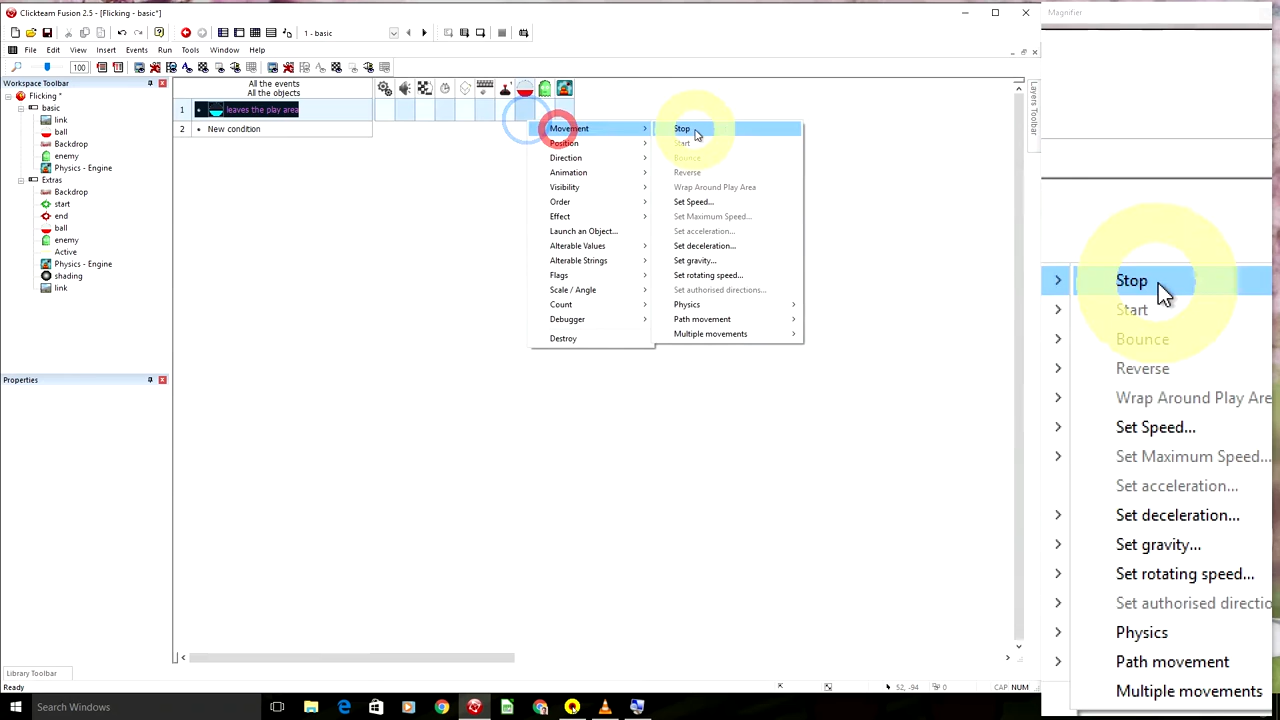 Clickteam Fusion 2.5 - [Flicking - basic*]
Magnifier
1 - basic
File Edit View Insert Events Run Tools Window Help
100
Workspace Toolbar
Flicking *
basic
link
ball
Backdrop
enemy
Physics - Engine
Extras
Backdrop
start
end
ball
enemy
Active
Physics - Engine
shading
link
Properties
Library Toolbar
Ready
All the events
All the objects
1 • leaves the play area
2 • New condition
Movement
Position
Direction
Animation
Visibility
Order
Effect
Launch an Object...
Alterable Values
Alterable Strings
Flags
Scale / Angle
Count
Debugger
Destroy
Stop
Start
Bounce
Reverse
Wrap Around Play Area
Set Speed...
Set Maximum Speed...
Set acceleration...
Set deceleration...
Set gravity...
Set rotating speed...
Set authorised directions...
Physics
Path movement
Multiple movements
Layers Toolbar
Stop
Start
Bounce
Reverse
Wrap Around Play Are
Set Speed...
Set Maximum Speed...
Set acceleration...
Set deceleration...
Set gravity...
Set rotating speed...
Set authorised directio
Physics
Path movement
Multiple movements
52, -94
0
CAP NUM
Search Windows